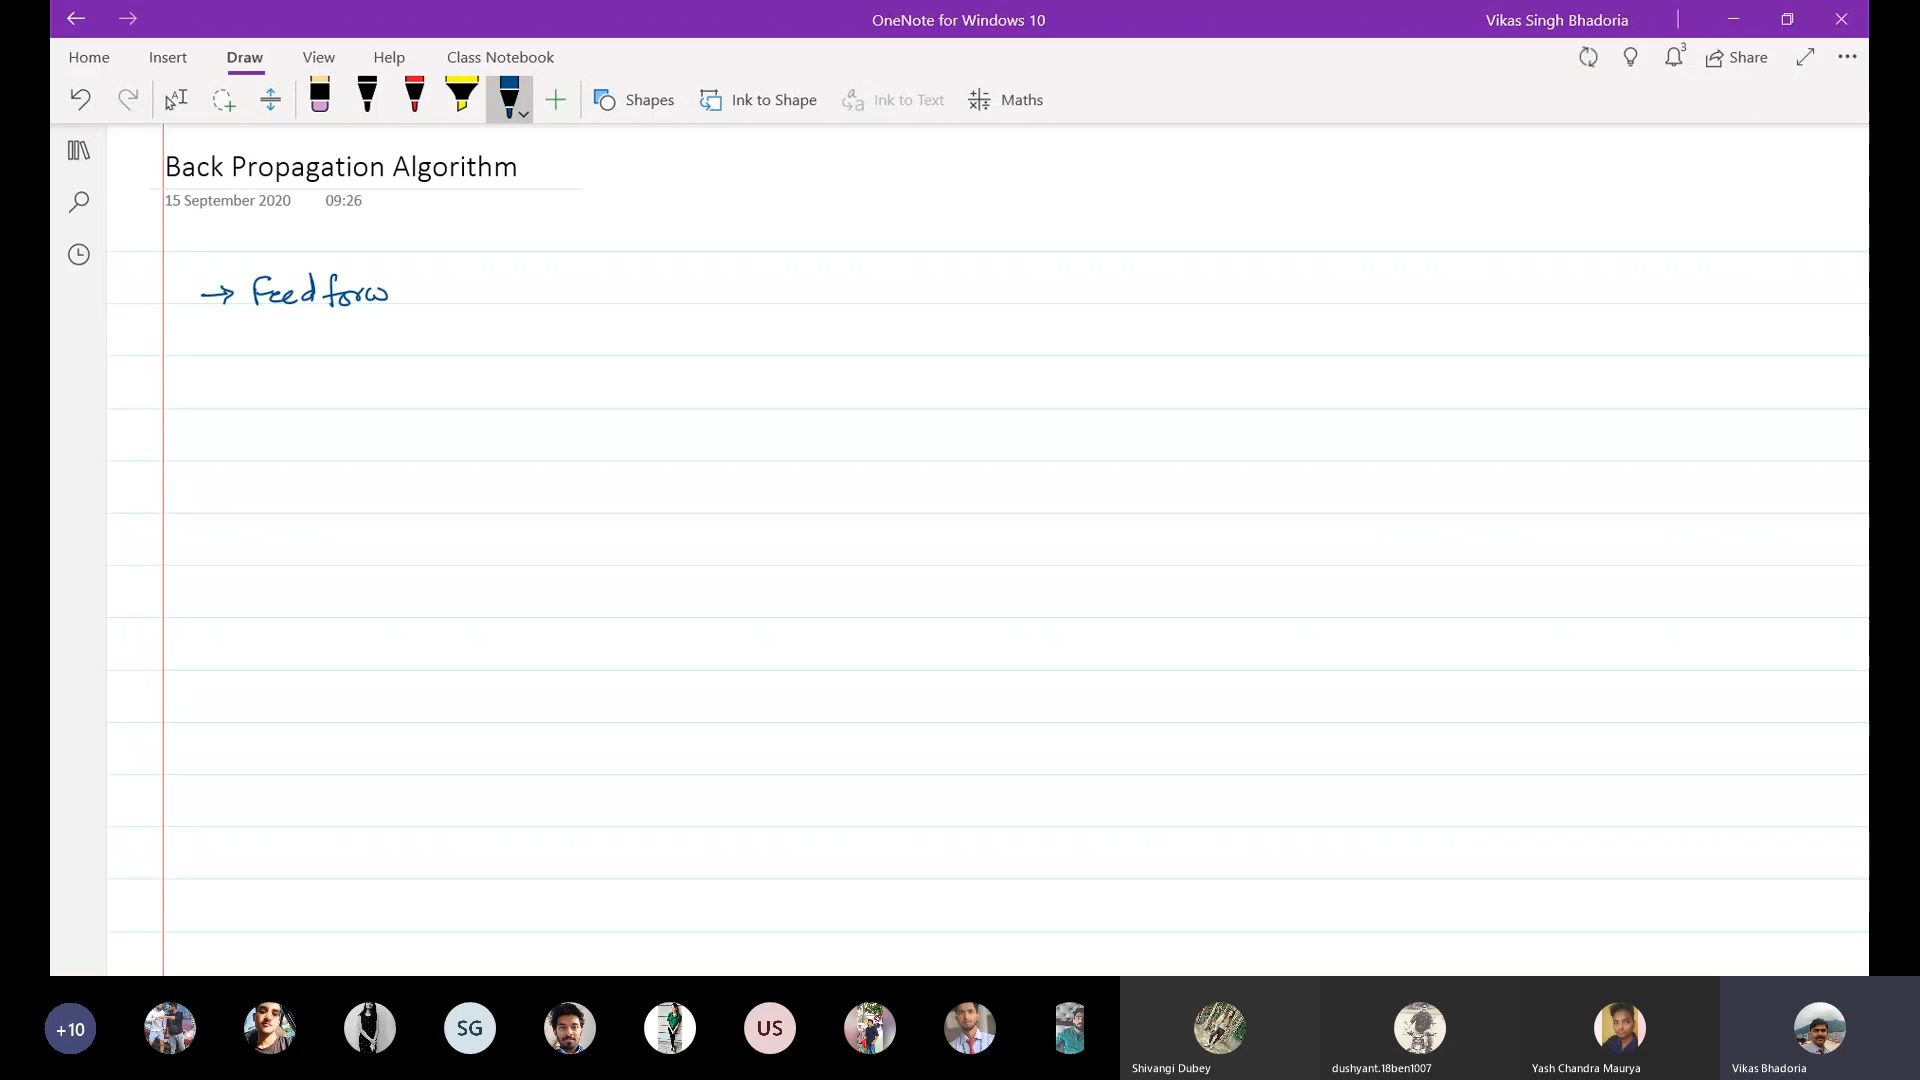 OneNote for Windows 10
Vikas Singh Bhadoria
Home Insert Draw View Help Class Notebook
3
Share
Shapes
Ink to Shape
Ink to Text
Maths
Back Propagation Algorithm
15 September 2020 09:26
→ Feed forw
+10
SG
US
Shivangi Dubey
dushyant.18ben1007
Yash Chandra Maurya
Vikas Bhadoria